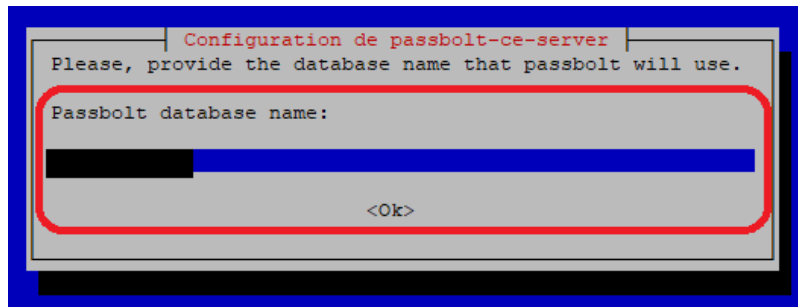 Configuration de passbolt-ce-server
Please, provide the database name that passbolt will use.
Passbolt database name:
<Ok>